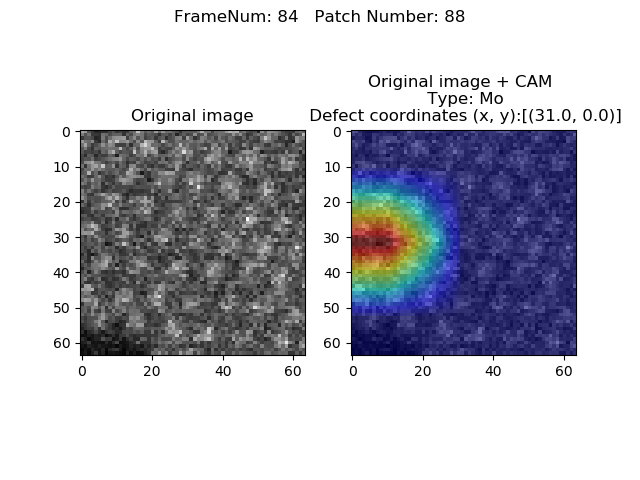 FrameNum: 84   Patch Number: 88
Original image
Original image + CAM
Type: Mo
Defect coordinates (x, y):[(31.0, 0.0)]
0
10
20
30
40
50
60
0 20 40 60
0
10
20
30
40
50
60
0 20 40 60